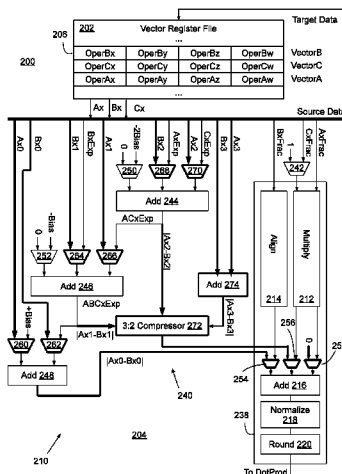 Target Data
202
Vector Register File
206
...
200
OperBx OperBy OperBz OperBw VectorB
OperCx OperCy OperCz OperCw VectorC
OperAx OperAy OperAz OperAw VectorA
...
Ax Bx Cx
Source Data
Ax0
Bx0
Bx1
BxExp
Ax1
-2Bias
0
Bx2
AxExp
Ax2
CxExp
Bx3
Ax3
BxFrac
1
CxFrac
AxFrac
250 268 270
242
Add 244
-Bias
0
ACxExp
|Ax2-Bx2|
Align
Multiply
252 264 266
Add 246
Add 274
214 212
ABCxExp
+Bias
|Ax3-Bx3|
3:2 Compressor 272
|Ax1-Bx1|
256
0
260 262
|Ax0-Bx0|
254
Add 248
Add 216
240
238
Normalize
218
204
Round 220
210
To DotProd